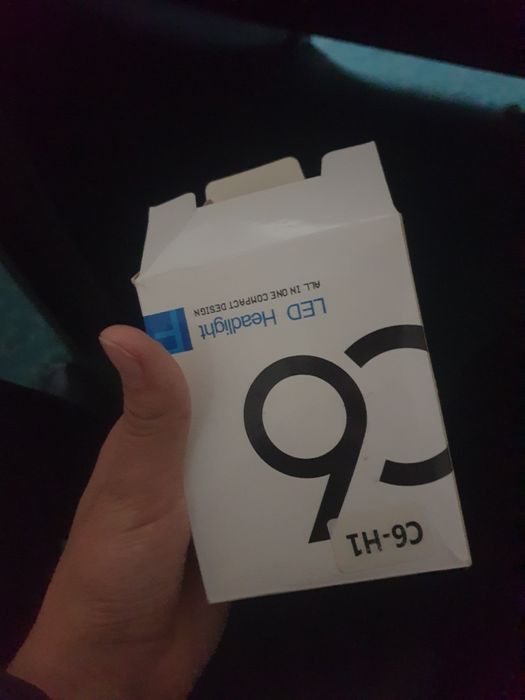 C6-H1
C6
LED Headlight
ALL IN ONE COMPACT DESIGN